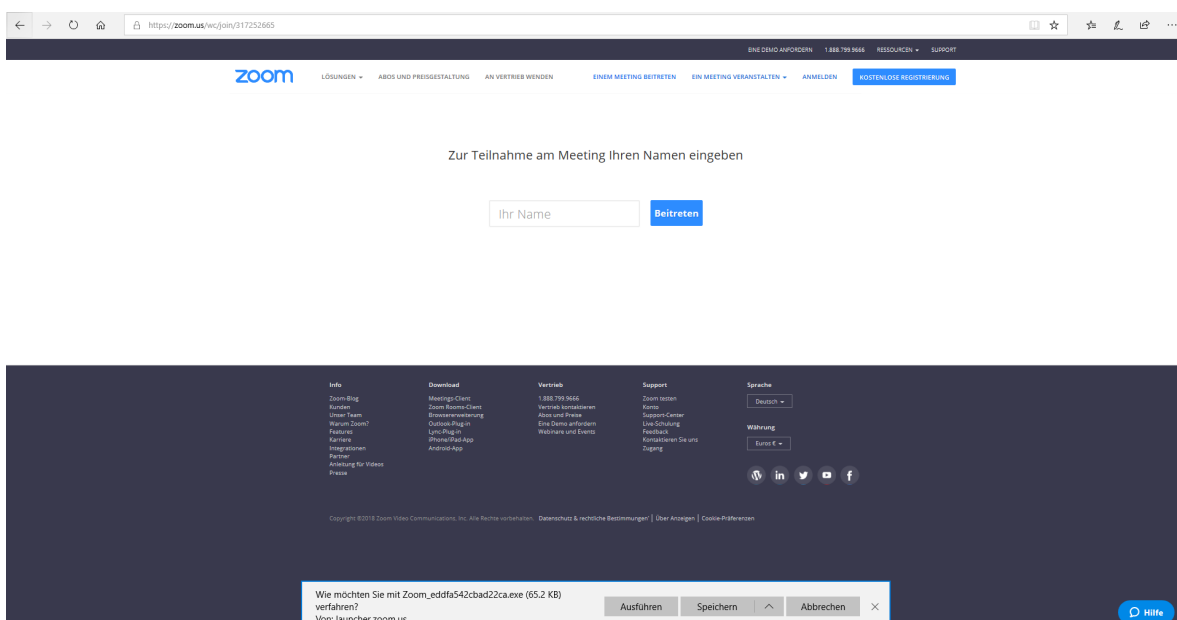 https://zoom.us/wc/join/317252665
EINE DEMO ANFORDERN 1.888.799.9666 RESSOURCEN SUPPORT
zoom LÖSUNGEN ABOS UND PREISGESTALTUNG AN VERTRIEB WENDEN EINEM MEETING BEITRETEN EIN MEETING VERANSTALTEN ANMELDEN KOSTENLOSE REGISTRIERUNG
Zur Teilnahme am Meeting Ihren Namen eingeben
Ihr Name Beitreten
Info
Zoom-Blog
Kunden
Unser Team
Warum Zoom?
Features
Karriere
Integrationen
Partner
Anleitung für Videos
Presse
Download
Meetings-Client
Zoom Rooms-Client
Browsererweiterung
Outlook-Plug-in
Lync-Plug-in
iPhone/iPad-App
Android-App
Vertrieb
1.888.799.9666
Vertrieb kontaktieren
Abos und Preise
Eine Demo anfordern
Webinare und Events
Support
Zoom testen
Konto
Support-Center
Live-Schulung
Feedback
Kontaktieren Sie uns
Zugang
Sprache
Deutsch
Währung
Euros €
Copyright ©2018 Zoom Video Communications, Inc. Alle Rechte vorbehalten. Datenschutz & rechtliche Bestimmungen | Über Anzeigen | Cookie-Präferenzen
Wie möchten Sie mit Zoom_eddfa542cbad22ca.exe (65.2 KB)
verfahren?
Von: launcher.zoom.us
Ausführen Speichern Abbrechen
Hilfe